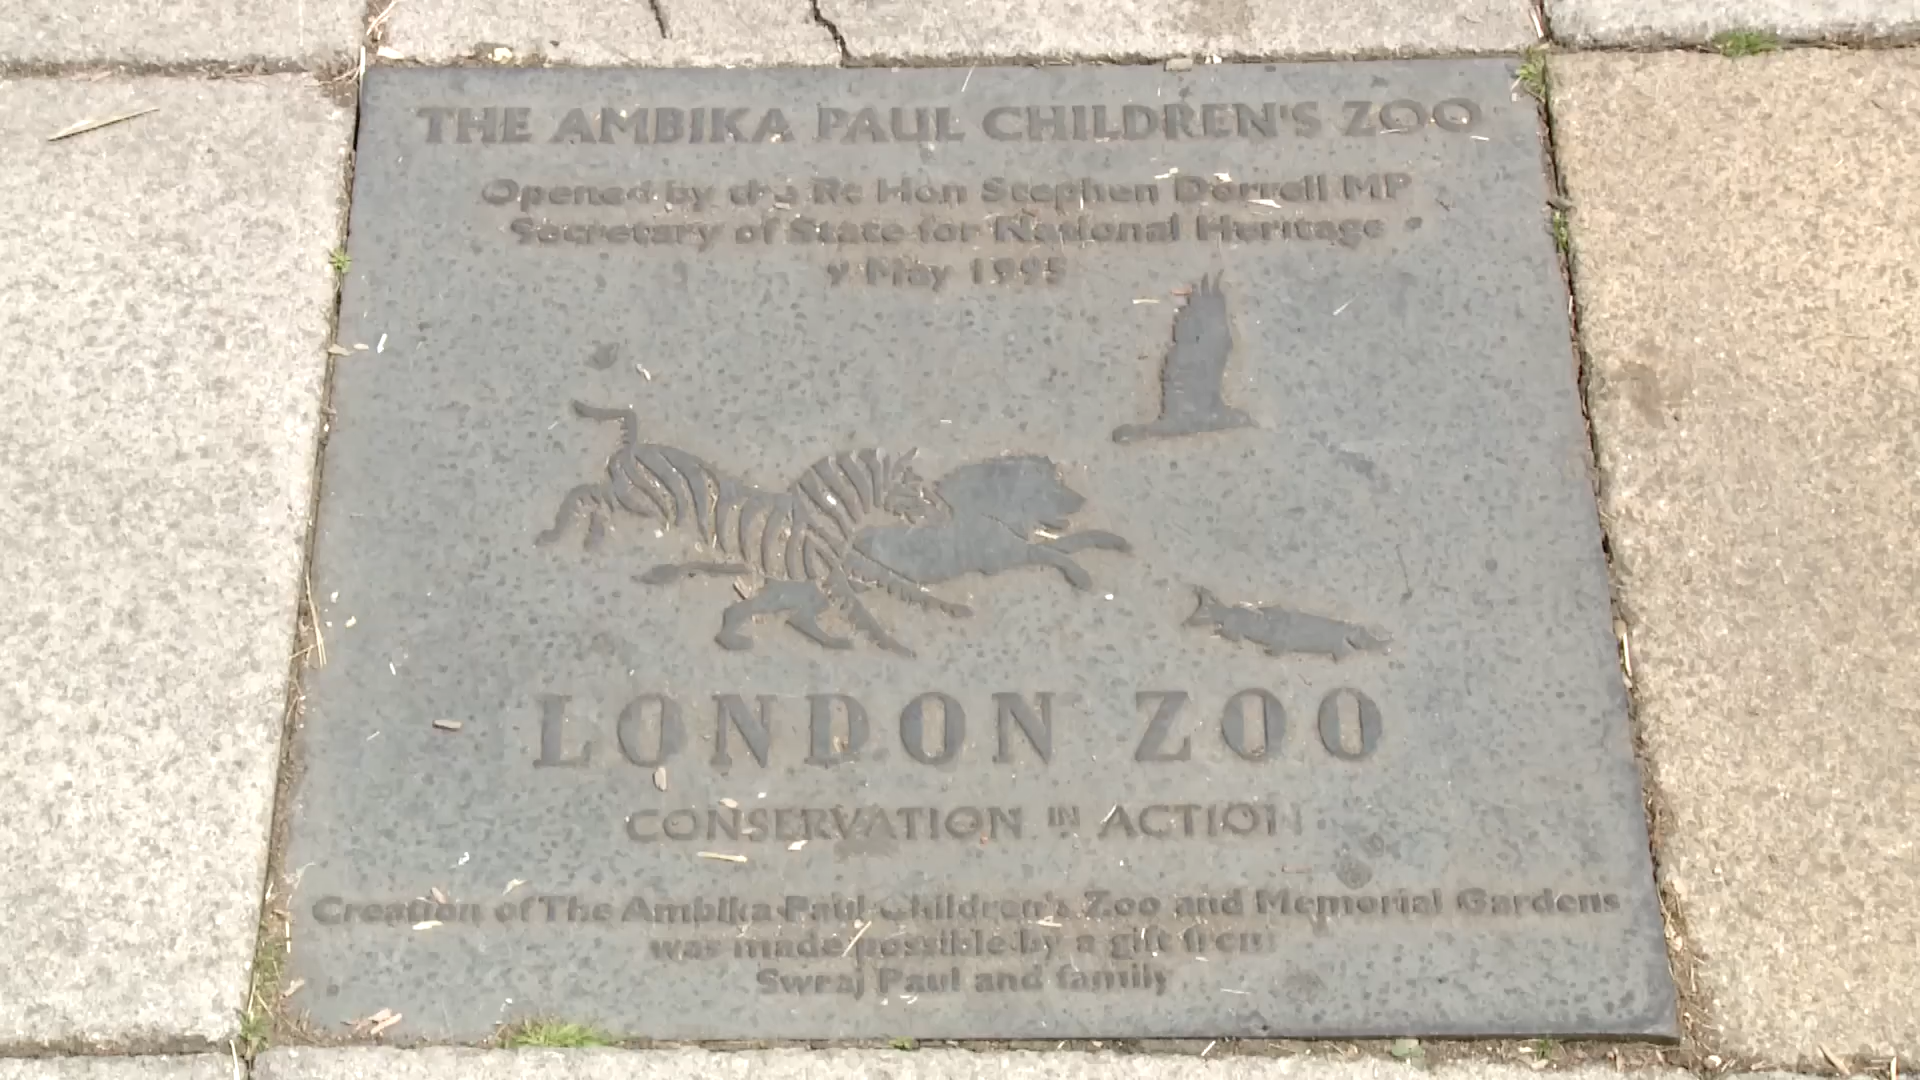 THE AMBIKA PAUL CHILDREN'S ZOO
Opened by the Rt Hon Stephen Dorrell MP
Secretary of State for National Heritage
9 May 1995
LONDON ZOO
CONSERVATION IN ACTION
Creation of The Ambika Paul Children's Zoo and Memorial Gardens
was made possible by a gift from
Swraj Paul and family